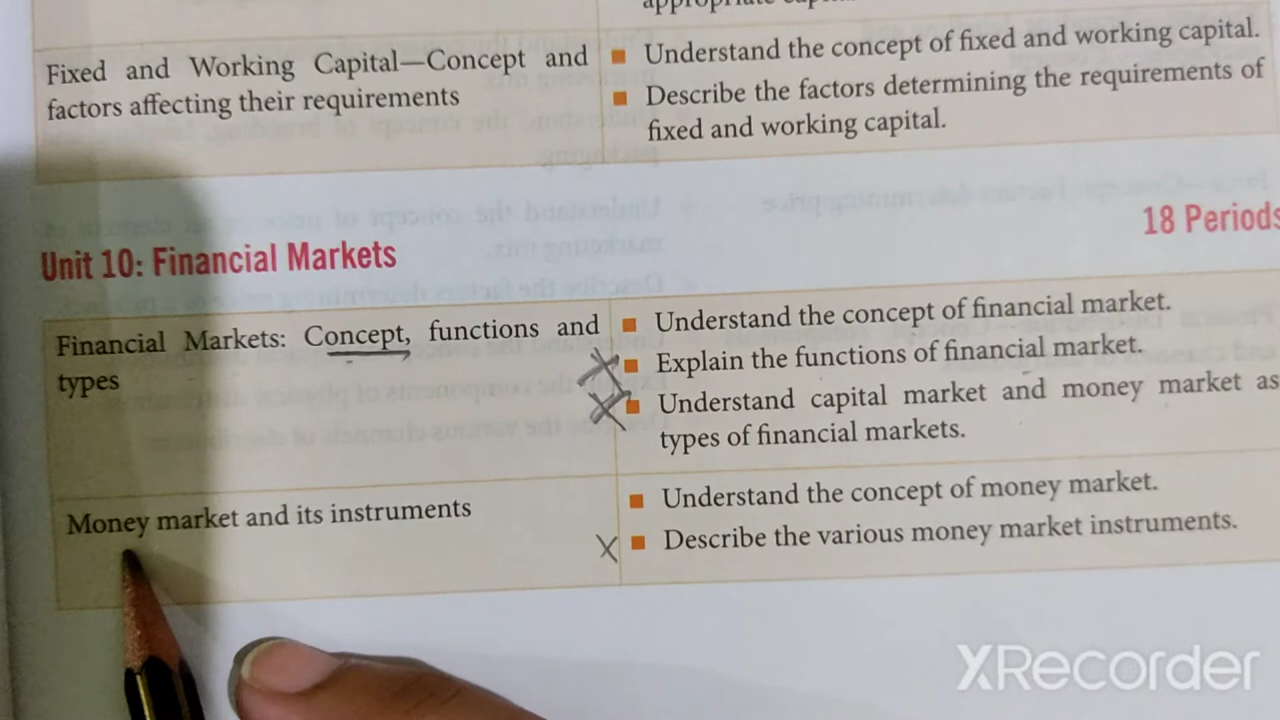 Fixed and Working Capital—Concept and
factors affecting their requirements
Understand the concept of fixed and working capital.
Describe the factors determining the requirements of
fixed and working capital.
18 Periods
Unit 10: Financial Markets
Financial Markets: Concept, functions and
types
Understand the concept of financial market.
Explain the functions of financial market.
Understand capital market and money market as
types of financial markets.
Money market and its instruments
Understand the concept of money market.
Describe the various money market instruments.
XRecorder